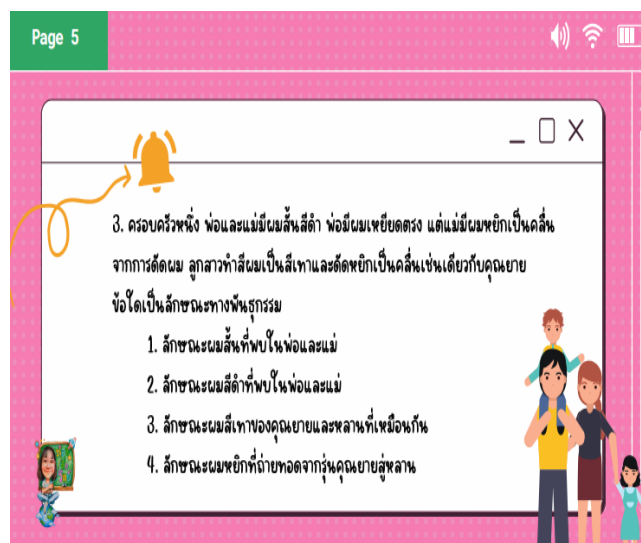 Page 5
3. ครอบครัวหนึ่ง พ่อและแม่มีผมสั้นสีดำ พ่อมีผมเหยียดตรง แต่แม่มีผมหยิกเป็นคลื่น
จากการดัดผม ลูกสาวทำสีผมเป็นสีเทาและดัดหยิกเป็นคลื่นเช่นเดียวกับคุณยาย
ข้อใดเป็นลักษณะทางพันธุกรรม
1. ลักษณะผมสั้นที่พบในพ่อและแม่
2. ลักษณะผมสีดำที่พบในพ่อและแม่
3. ลักษณะผมสีเทาของคุณยายและหลานที่เหมือนกัน
4. ลักษณะผมหยิกที่ถ่ายทอดจากรุ่นคุณยายสู่หลาน